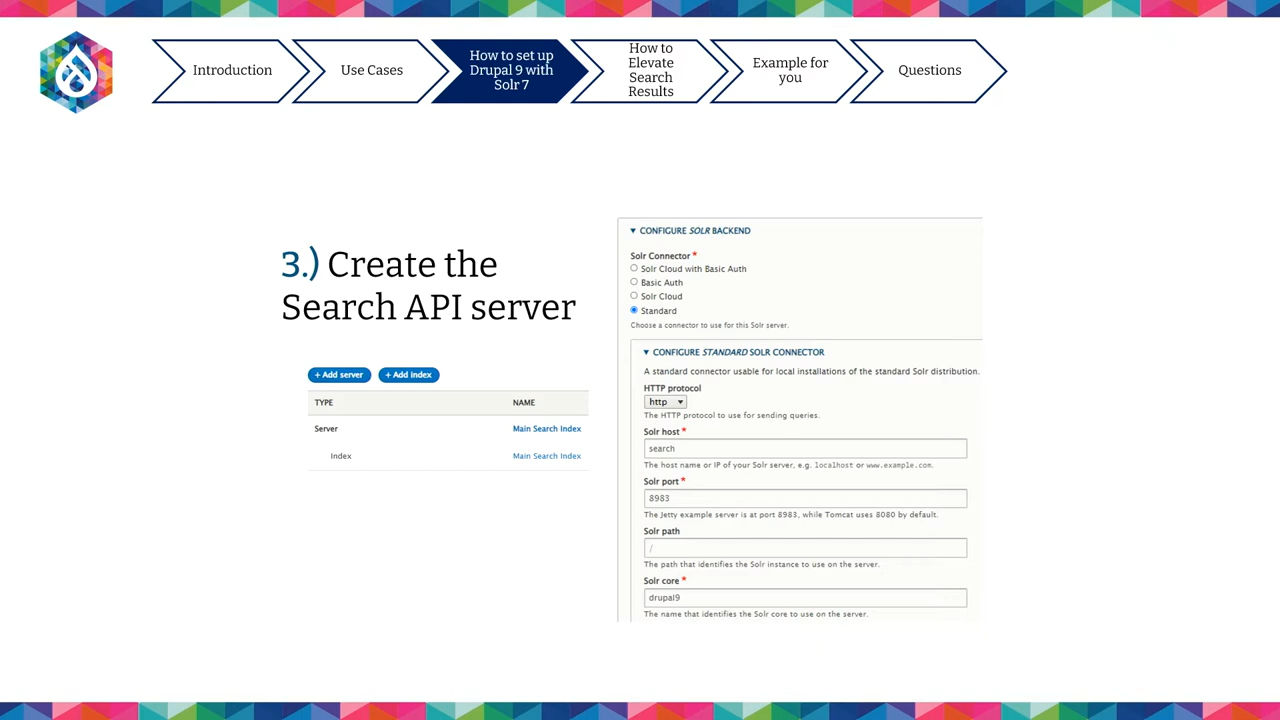 Introduction
Use Cases
How to set up
Drupal 9 with
Solr 7
How to
Elevate
Search
Results
Example for
you
Questions
3.) Create the
Search API server
+ Add server
+ Add index
TYPE NAME
Server Main Search Index
Index Main Search Index
▼ CONFIGURE SOLR BACKEND
Solr Connector *
Solr Cloud with Basic Auth
Basic Auth
Solr Cloud
Standard
Choose a connector to use for this Solr server.
▼ CONFIGURE STANDARD SOLR CONNECTOR
A standard connector usable for local installations of the standard Solr distribution.
HTTP protocol
http ▼
The HTTP protocol to use for sending queries.
Solr host *
search
The host name or IP of your Solr server, e.g. localhost or www.example.com.
Solr port *
8983
The Jetty example server is at port 8983, while Tomcat uses 8080 by default.
Solr path
/
The path that identifies the Solr instance to use on the server.
Solr core *
drupal9
The name that identifies the Solr core to use on the server.